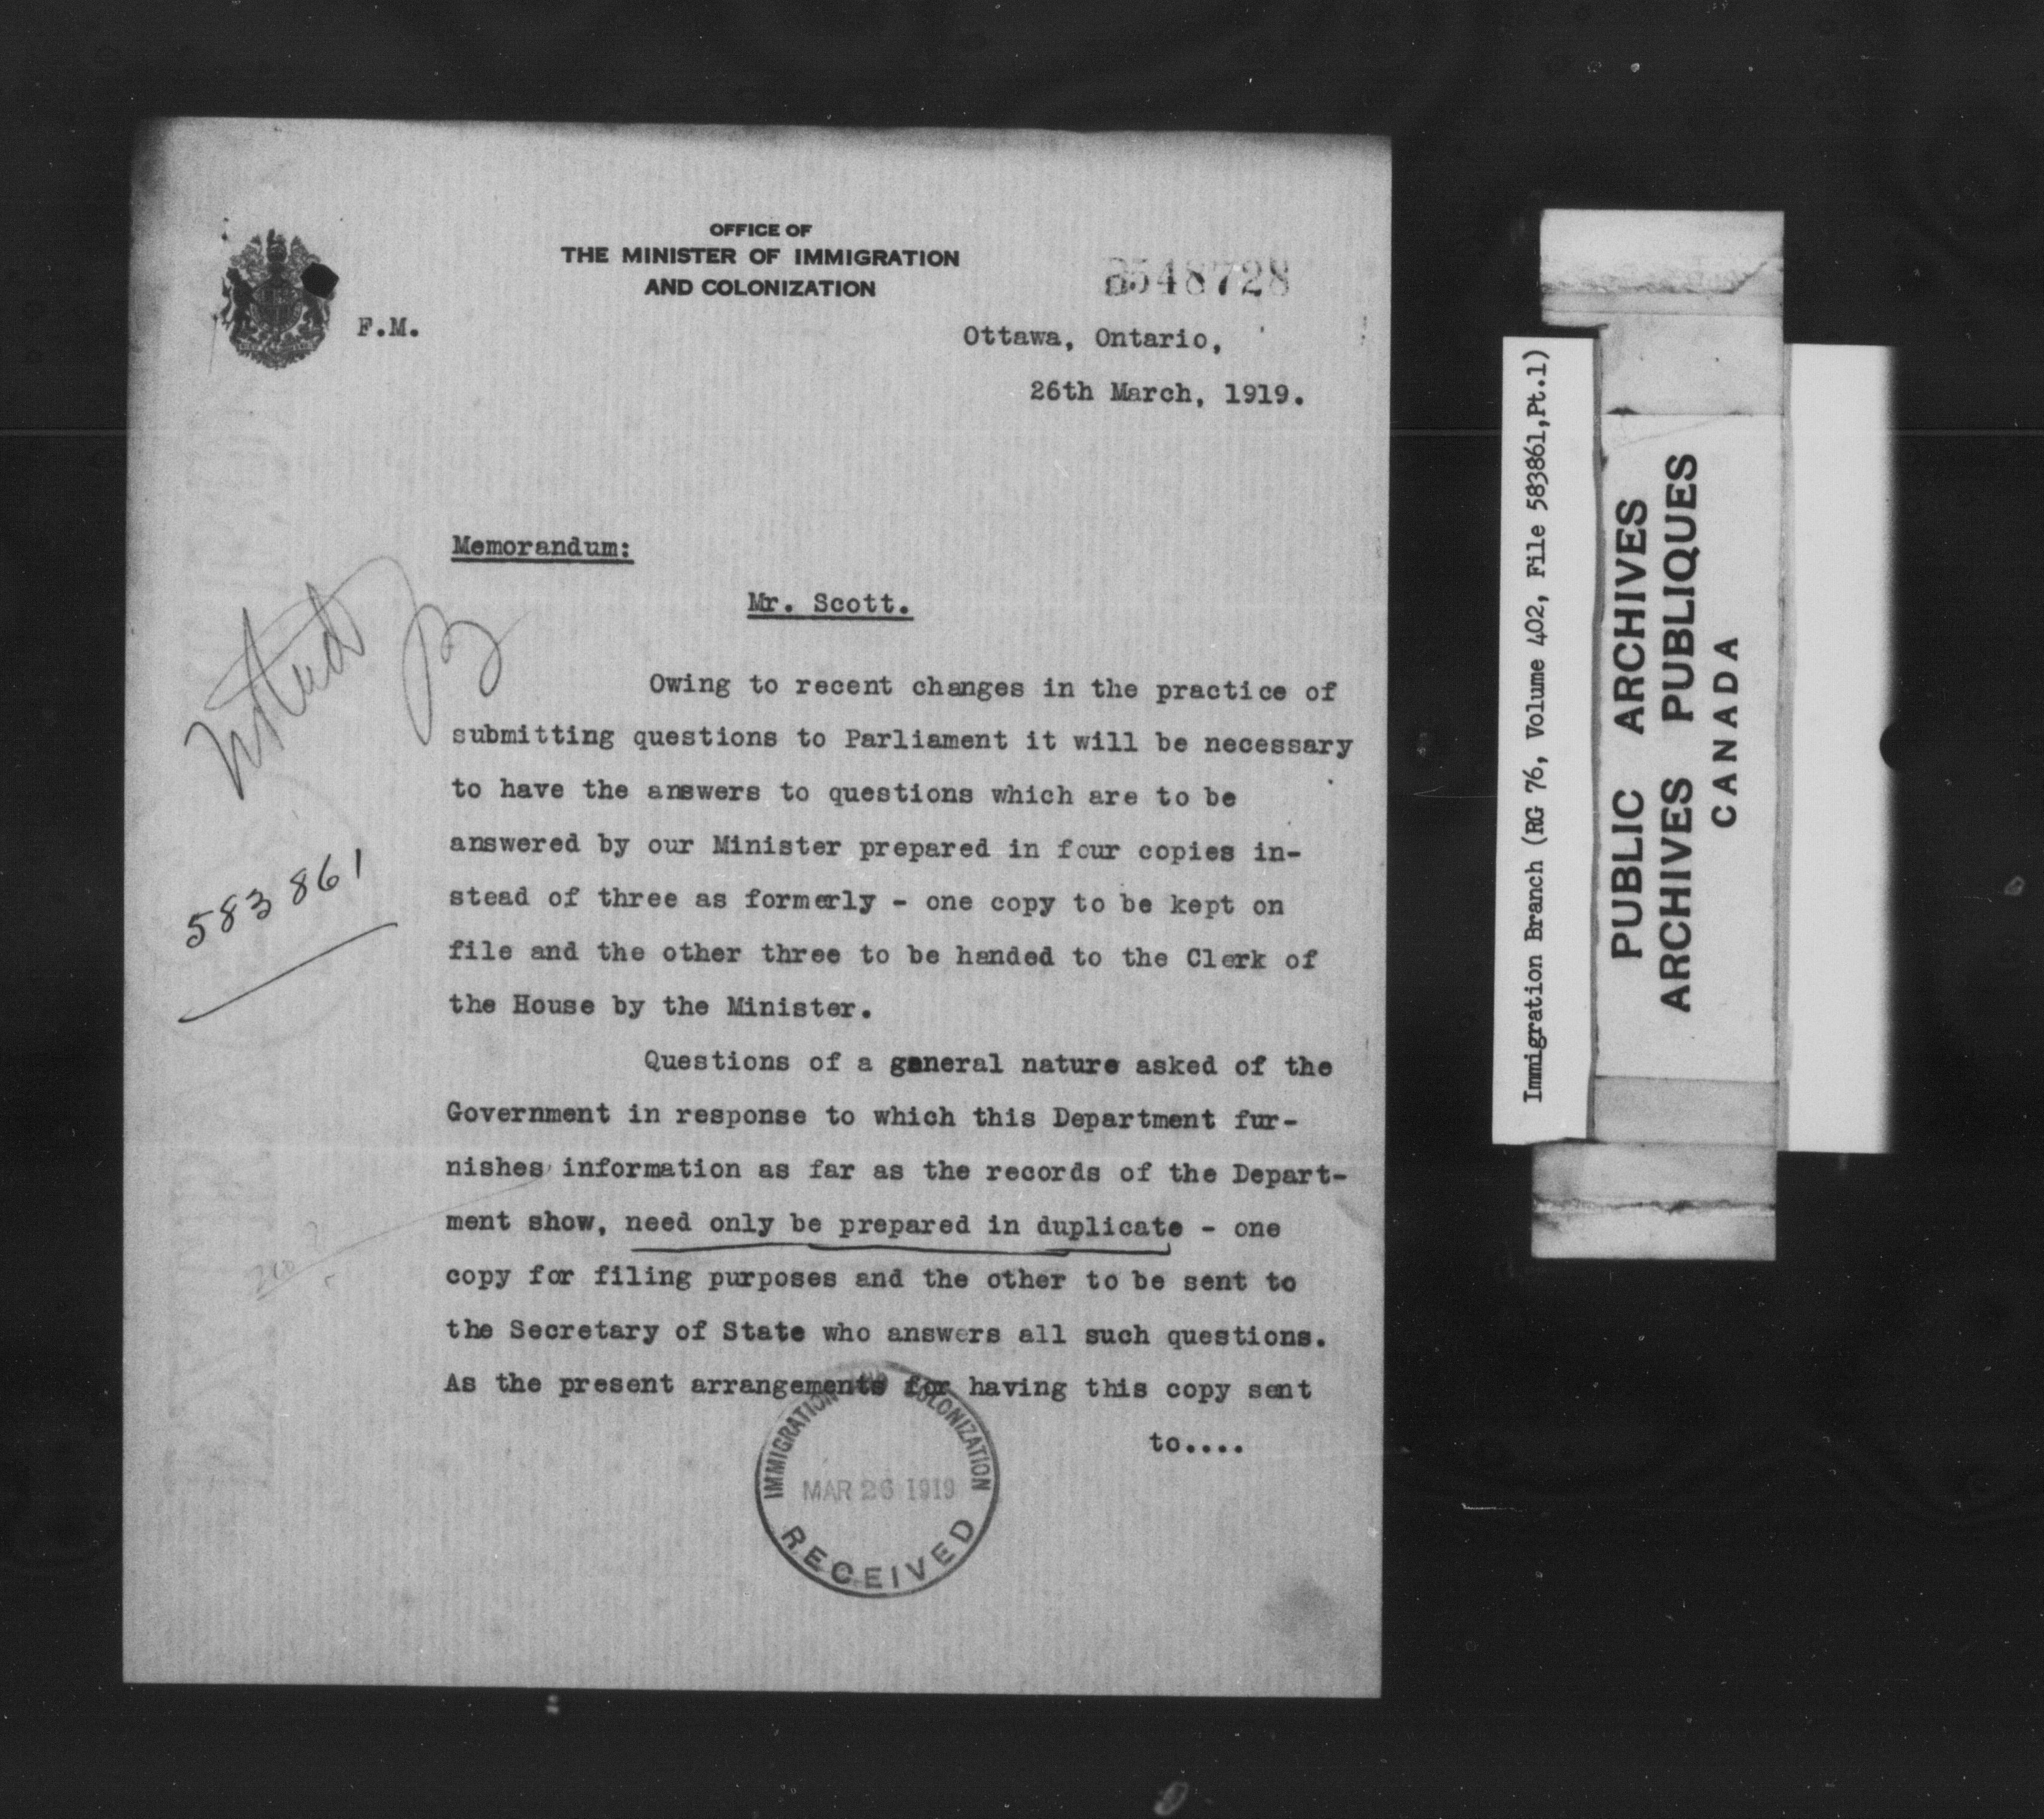 OFFICE OF
THE MINISTER OF IMMIGRATION
AND COLONIZATION
548728
F.M.
Ottawa, Ontario,
26th March, 1919.
Memorandum:
Mr. Scott.
Noted
583861
Owing to recent changes in the practice of
submitting questions to Parliament it will be necessary
to have the answers to questions which are to be
answered by our Minister prepared in four copies in-
stead of three as formerly - one copy to be kept on
file and the other three to be handed to the Clerk of
the House by the Minister.
Questions of a general nature asked of the
Government in response to which this Department fur-
nishes information as far as the records of the Depart-
ment show, need only be prepared in duplicate - one
copy for filing purposes and the other to be sent to
the Secretary of State who answers all such questions.
As the present arrangements for having this copy sent
to....
IMMIGRATION AND COLONIZATION
MAR 26 1919
RECEIVED
Immigration Branch (RG 76, Volume 402, File 583861,Pt.1)
PUBLIC ARCHIVES
ARCHIVES PUBLIQUES
CANADA